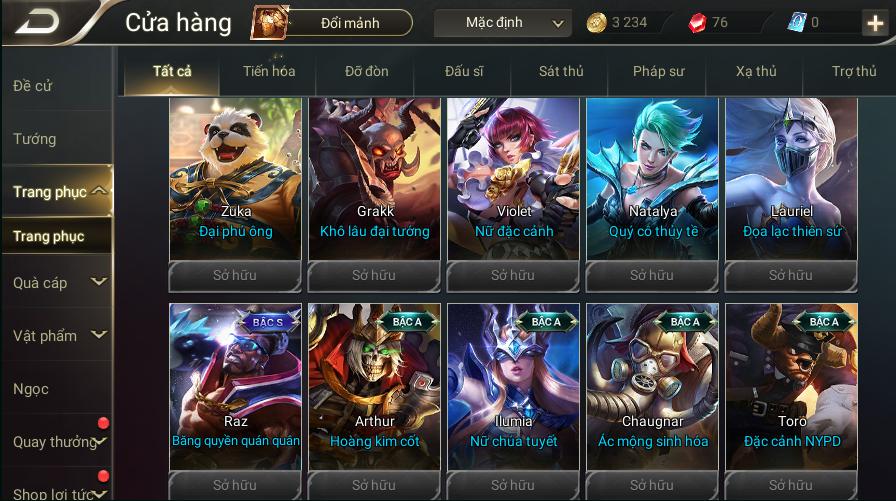 Cửa hàng
Đổi mảnh
Mặc định
3 234
76
0
Đề cử
Tướng
Trang phục
Trang phục
Quà cáp
Vật phẩm
Ngọc
Quay thưởng
Shop lợi tức
Tất cả
Tiến hóa
Đỡ đòn
Đấu sĩ
Sát thủ
Pháp sư
Xạ thủ
Trợ thủ
Zuka
Đại phú ông
Sở hữu
Grakk
Khô lâu đại tướng
Sở hữu
Violet
Nữ đặc cảnh
Sở hữu
Natalya
Quý cô thủy tề
Sở hữu
Lauriel
Đọa lạc thiên sứ
Sở hữu
BẬC S
Raz
Băng quyền quán quân
Sở hữu
BẬC A
Arthur
Hoàng kim cốt
Sở hữu
BẬC A
Ilumia
Nữ chúa tuyết
Sở hữu
BẬC A
Chaugnar
Ác mộng sinh hóa
Sở hữu
BẬC A
Toro
Đặc cảnh NYPD
Sở hữu